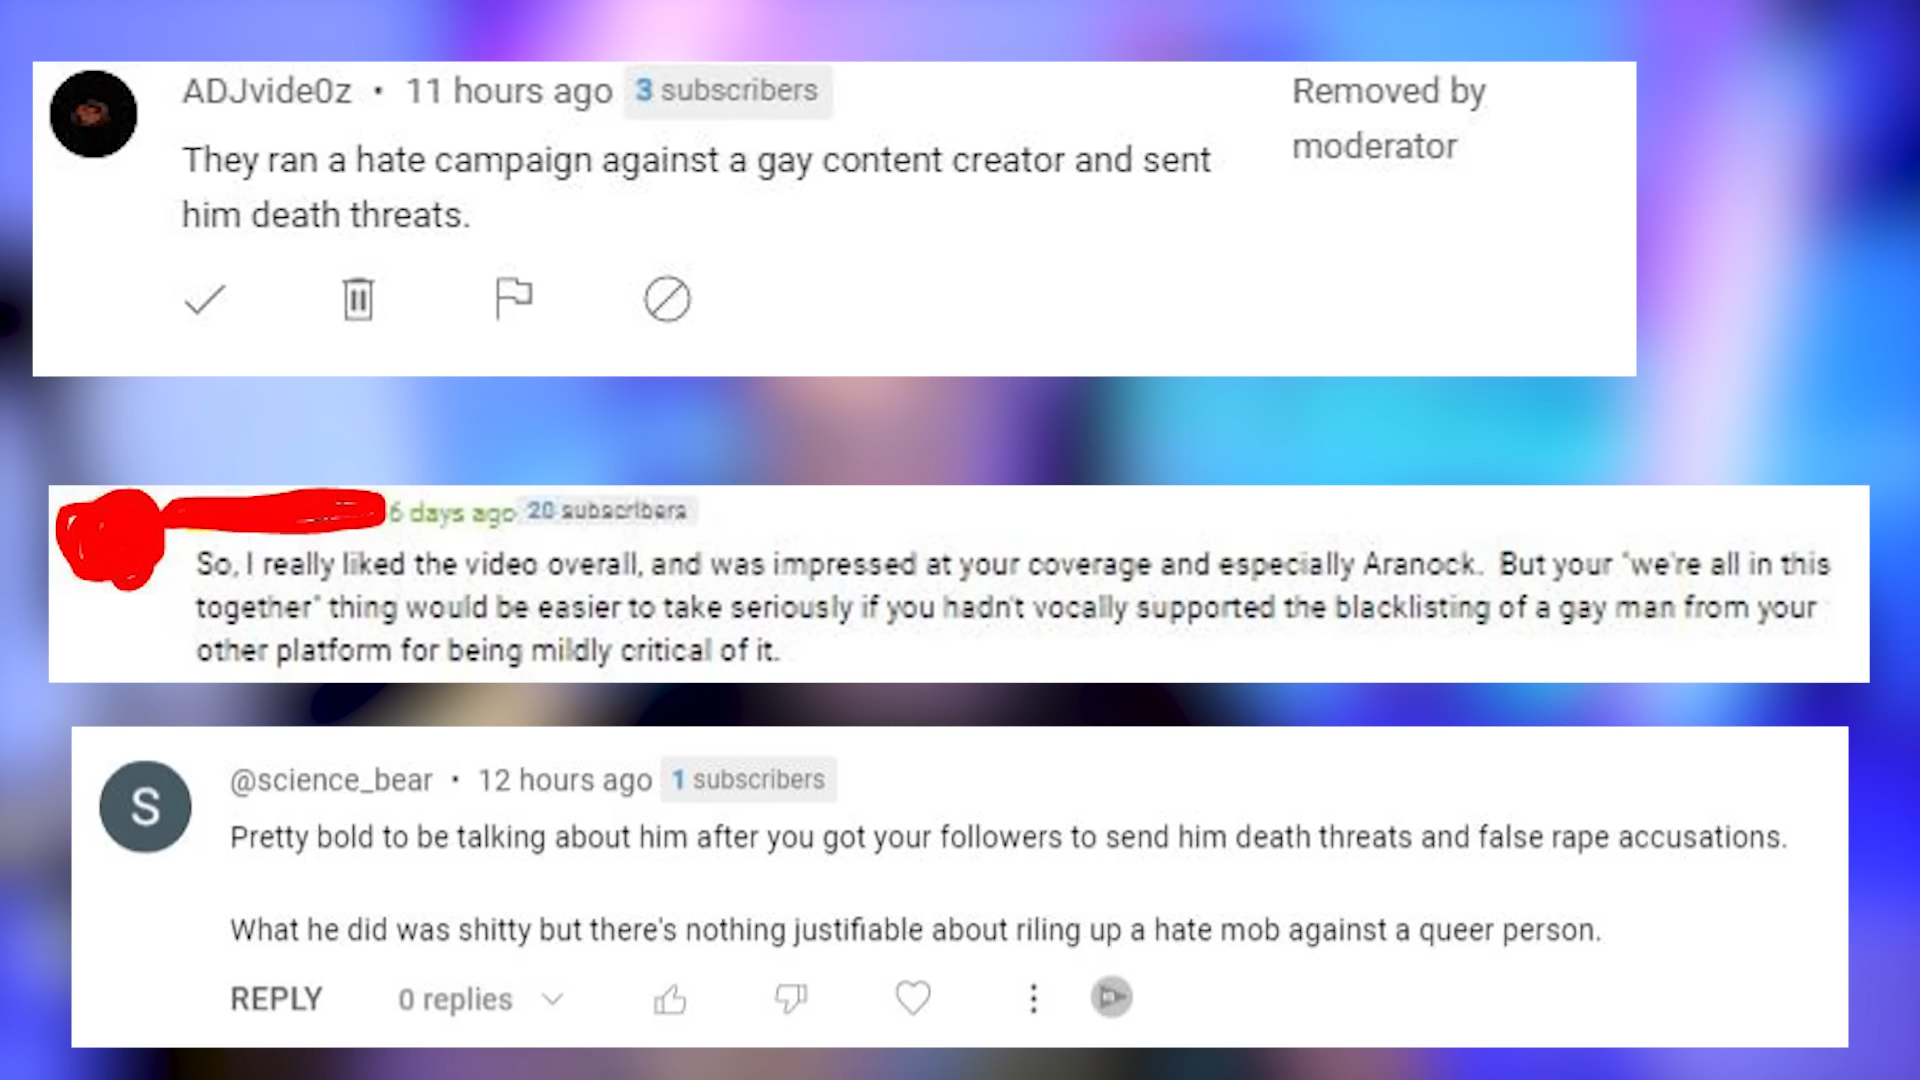 ADJvide0z • 11 hours ago 3 subscribers
Removed by
moderator
They ran a hate campaign against a gay content creator and sent
him death threats.
6 days ago 20 subscribers
So, I really liked the video overall, and was impressed at your coverage and especially Aranock. But your "we're all in this
together" thing would be easier to take seriously if you hadn't vocally supported the blacklisting of a gay man from your
other platform for being mildly critical of it.
S
@science_bear • 12 hours ago 1 subscribers
Pretty bold to be talking about him after you got your followers to send him death threats and false rape accusations.
What he did was shitty but there's nothing justifiable about riling up a hate mob against a queer person.
REPLY 0 replies